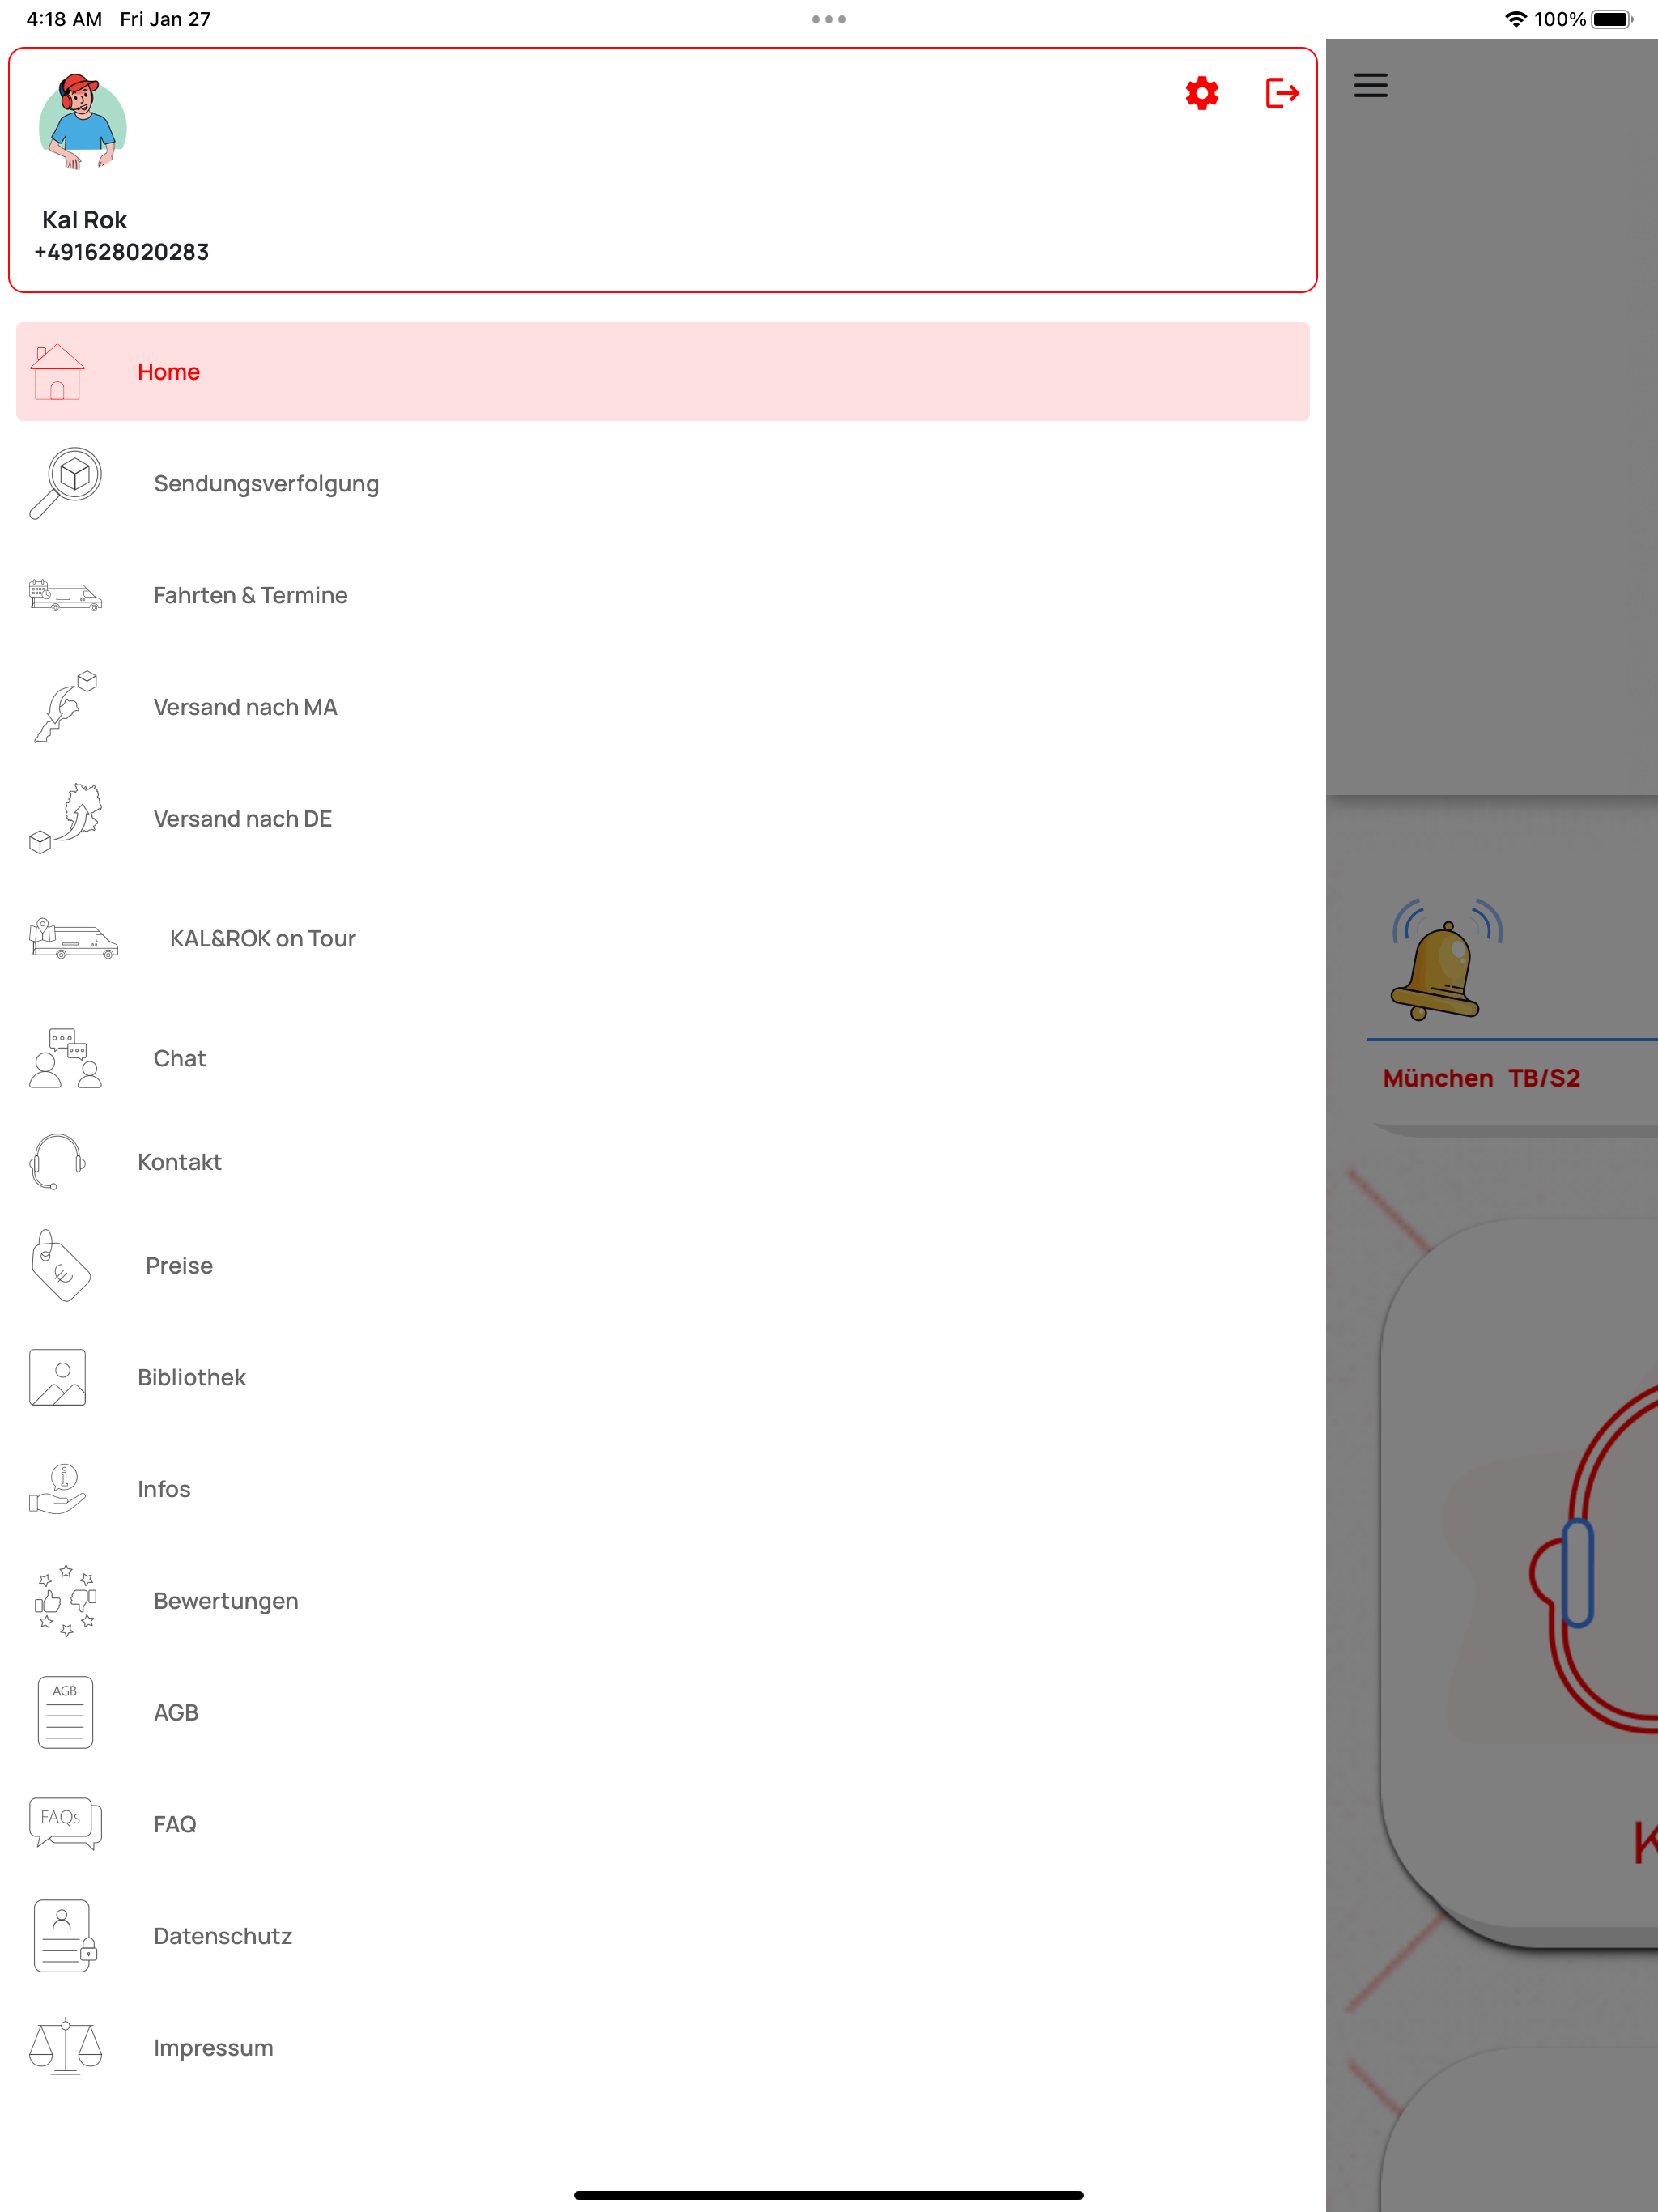 4:18 AM Fri Jan 27
100%
Kal Rok
+491628020283
Home
Sendungsverfolgung
Fahrten & Termine
Versand nach MA
Versand nach DE
KAL&ROK on Tour
Chat
Kontakt
Preise
Bibliothek
Infos
Bewertungen
AGB
AGB
FAQs
FAQ
Datenschutz
Impressum
München TB/S2
K